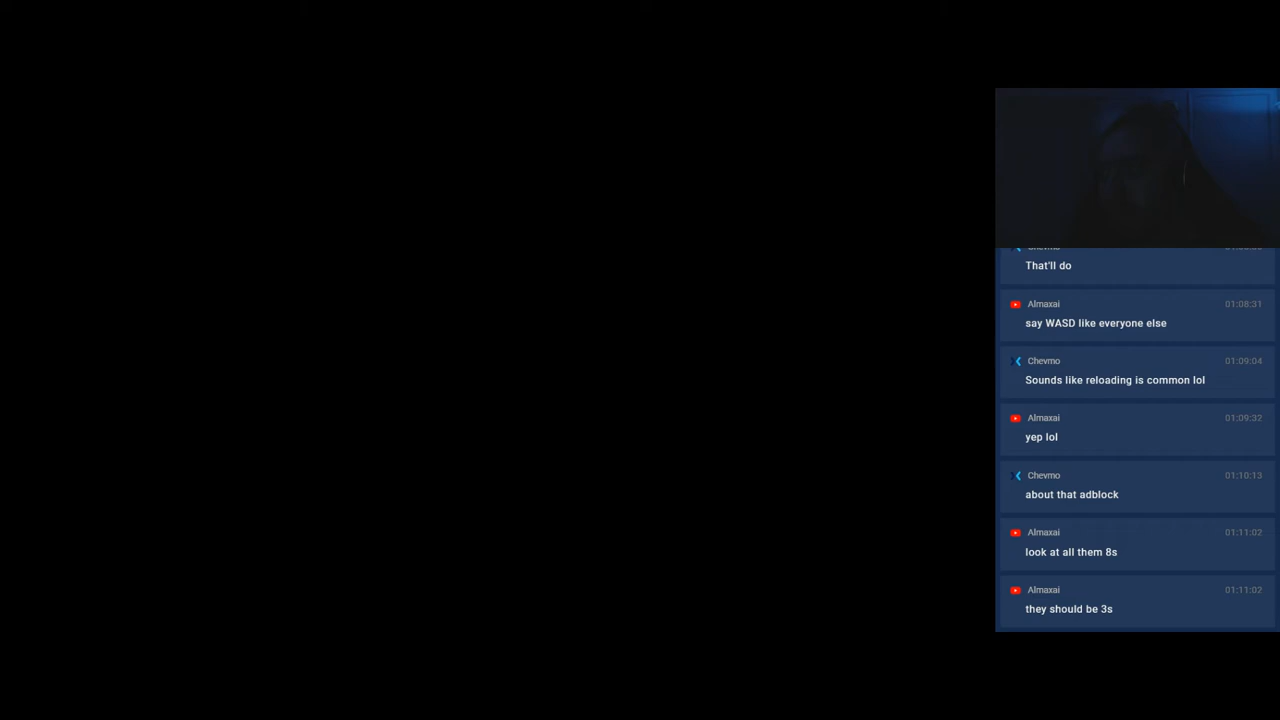 That'll do
Almaxai 01:08:31
say WASD like everyone else
Chevmo 01:09:04
Sounds like reloading is common lol
Almaxai 01:09:32
yep lol
Chevmo 01:10:13
about that adblock
Almaxai 01:11:02
look at all them 8s
Almaxai 01:11:02
they should be 3s